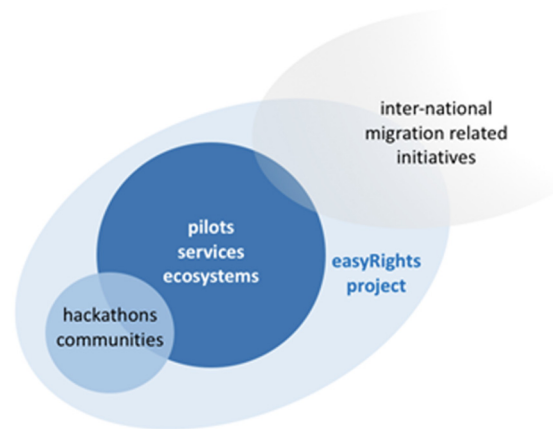 inter-national
migration related
initiatives
pilots
services
ecosystems
easyRights
project
hackathons
communities